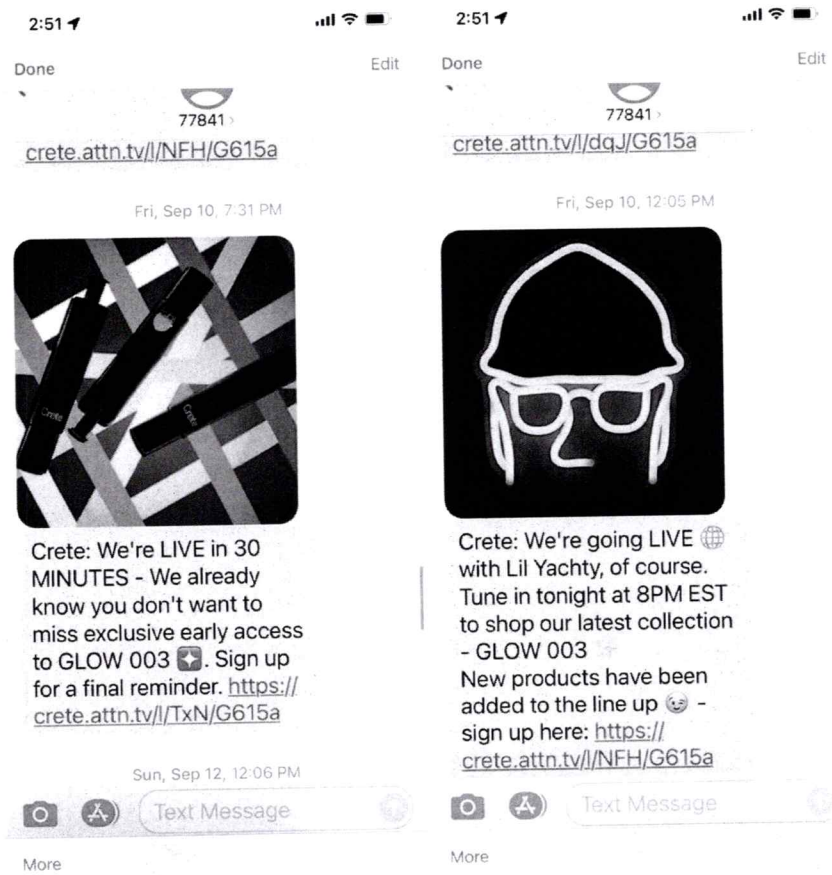 2:51
Done
Edit
77841 >
crete.attn.tv/l/NFH/G615a
Fri, Sep 10, 7:31 PM
Crete
Crete
Crete: We're LIVE in 30
MINUTES - We already
know you don't want to
miss exclusive early access
to GLOW 003 ✨. Sign up
for a final reminder. https://
crete.attn.tv/l/TxN/G615a
Sun, Sep 12, 12:06 PM
Text Message
More
2:51
Done
Edit
77841 >
crete.attn.tv/l/dqJ/G615a
Fri, Sep 10, 12:05 PM
Crete: We're going LIVE 🌐
with Lil Yachty, of course.
Tune in tonight at 8PM EST
to shop our latest collection
- GLOW 003
New products have been
added to the line up 😉 -
sign up here: https://
crete.attn.tv/l/NFH/G615a
Text Message
More